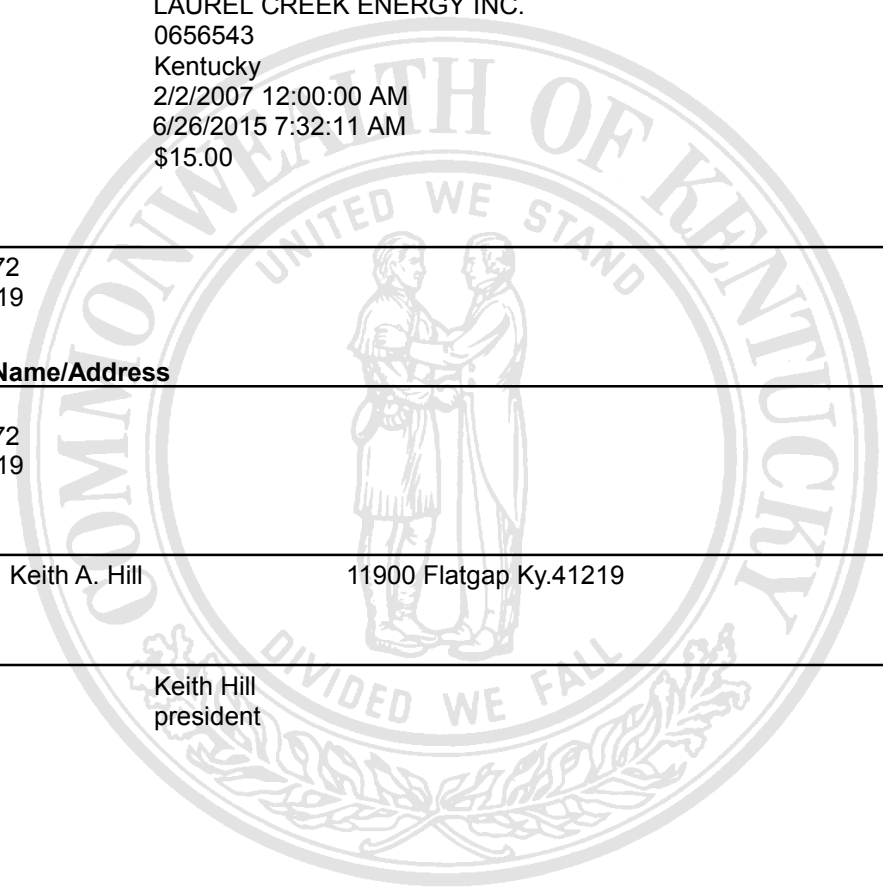 LAUREL CREEK ENERGY INC.
0656543
Kentucky
2/2/2007 12:00:00 AM
6/26/2015 7:32:11 AM
$15.00
72
19
Name/Address
72
19
Keith A. Hill 11900 Flatgap Ky.41219
Keith Hill
president
COMMONWEALTH OF KENTUCKY
UNITED WE STAND
DIVIDED WE FALL